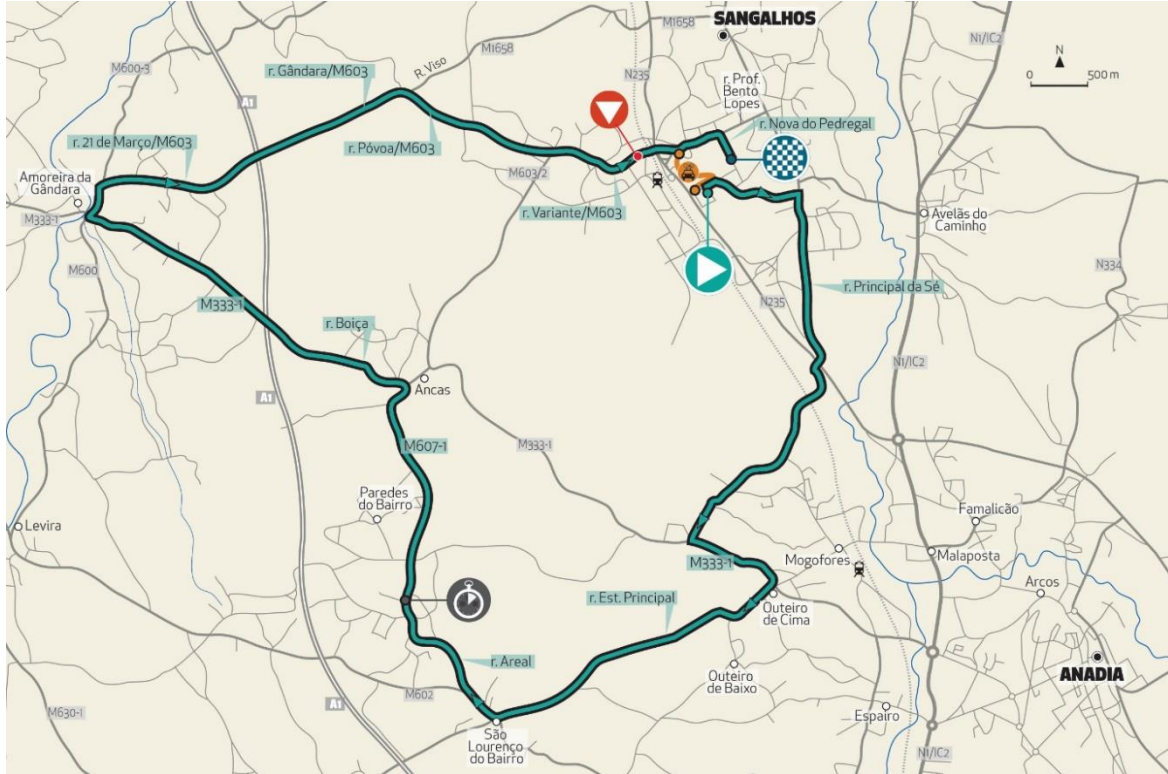 SANGALHOS
M1658
M1658
R. Viso
N235
r. Prof.
Bento
Lopes
N1/IC2
N
0 500 m
M600-3
A1
r. Gândara/M603
r. Nova do Pedregal
r. 21 de Março/M603
r. Póvoa/M603
M603/2
Amoreira da
Gândara
M333-1
r. Variante/M603
Avelãs do
Caminho
M600
N334
r. Principal da Sé
M333-1
N235
r. Boiça
N1/IC2
Ancas
A1
M607-1
M333-1
Paredes
do Bairro
Levira
Famalicão
Mogofores
Malaposta
M333-1
Arcos
r. Est. Principal
Outeiro
de Cima
r. Areal
Outeiro
de Baixo
ANADIA
M602
A1
M630-1
São
Lourenço
do Bairro
Espairo
N1/IC2